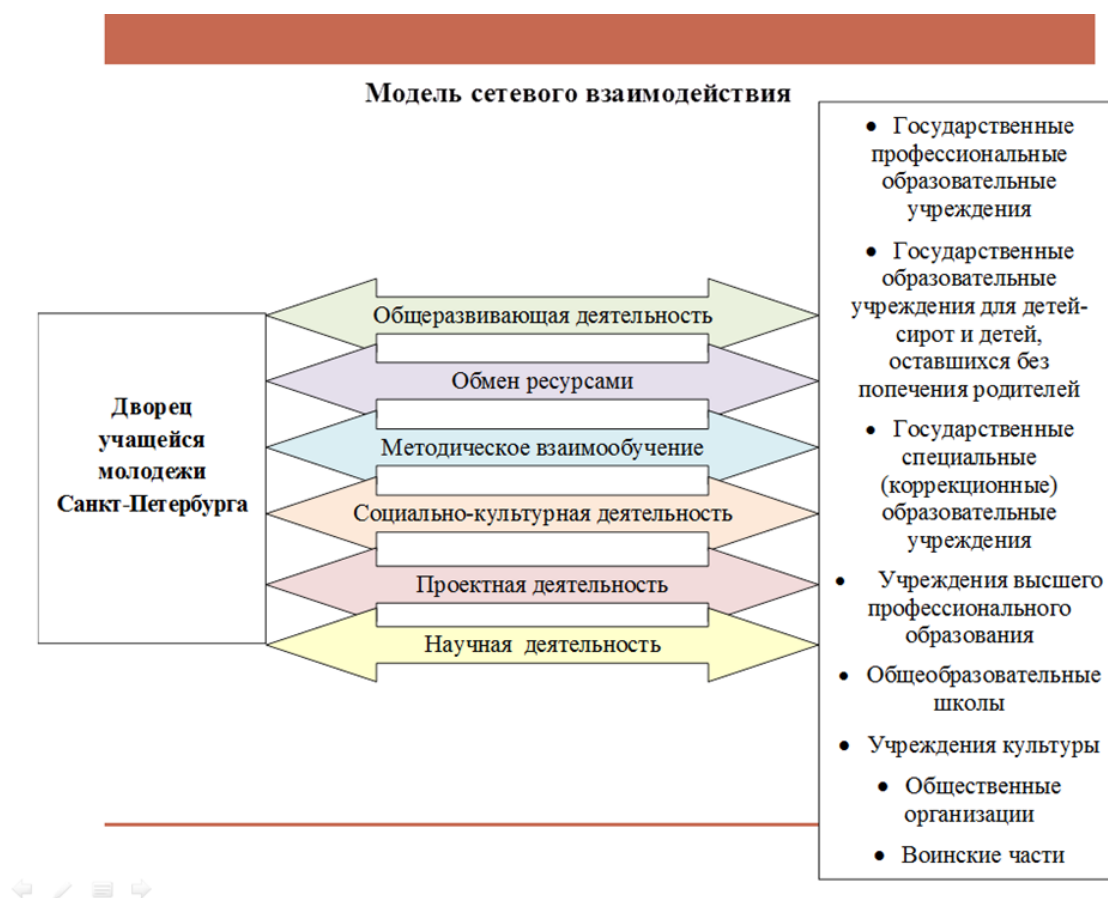 Модель сетевого взаимодействия
Дворец
учащейся
молодежи
Санкт-Петербурга
Общеразвивающая деятельность
Обмен ресурсами
Методическое взаимообучение
Социально-культурная деятельность
Проектная деятельность
Научная деятельность
● Государственные
профессиональные
образовательные
учреждения
● Государственные
образовательные
учреждения для детей-
сирот и детей,
оставшихся без
попечения родителей
● Государственные
специальные
(коррекционные)
образовательные
учреждения
● Учреждения высшего
профессионального
образования
● Общеобразовательные
школы
● Учреждения культуры
● Общественные
организации
● Воинские части